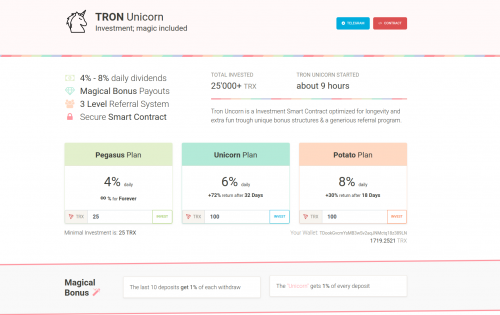 TRON Unicorn
Investment; magic included
TELEGRAM
CONTRACT
4% - 8% daily dividends
Magical Bonus Payouts
3 Level Referral System
Secure Smart Contract
TOTAL INVESTED
25'000+ TRX
TRON UNICORN STARTED
about 9 hours
Tron Uncorn is a Investment Smart Contract optimized for longevity and
extra fun trough unique bonus structures & generious referral program.
Pegasus Plan
4% daily
∞ % for Forever
TRX 25 INVEST
Unicorn Plan
6% daily
+72% return after 32 Days
TRX 100 INVEST
Potato Plan
8% daily
+30% return after 18 Days
TRX 100 INVEST
Minimal Investment is: 25 TRX
Your Wallet:
1719.2521 TRX
Magical
Bonus
The last 10 deposits get 1% of each withdraw
The "Unicorn" gets 1% of every deposit